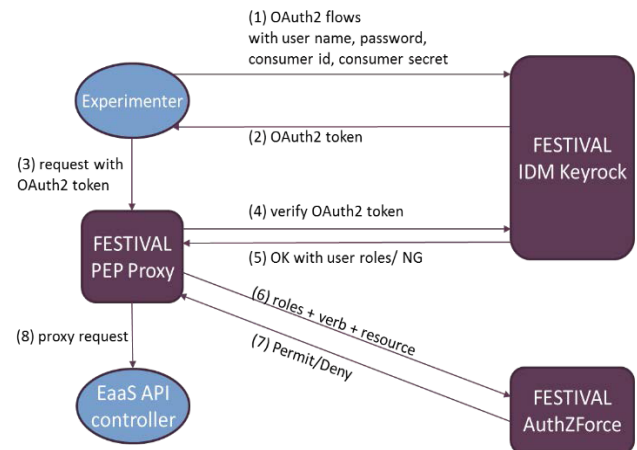 (1) OAuth2 flows
with user name, password,
consumer id, consumer secret
Experimenter
(2) OAuth2 token
FESTIVAL
IDM Keyrock
(3) request with
OAuth2 token
(4) verify OAuth2 token
FESTIVAL
PEP Proxy
(5) OK with user roles/ NG
(6) roles + verb + resource
(7) Permit/Deny
(8) proxy request
EaaS API
controller
FESTIVAL
AuthZForce